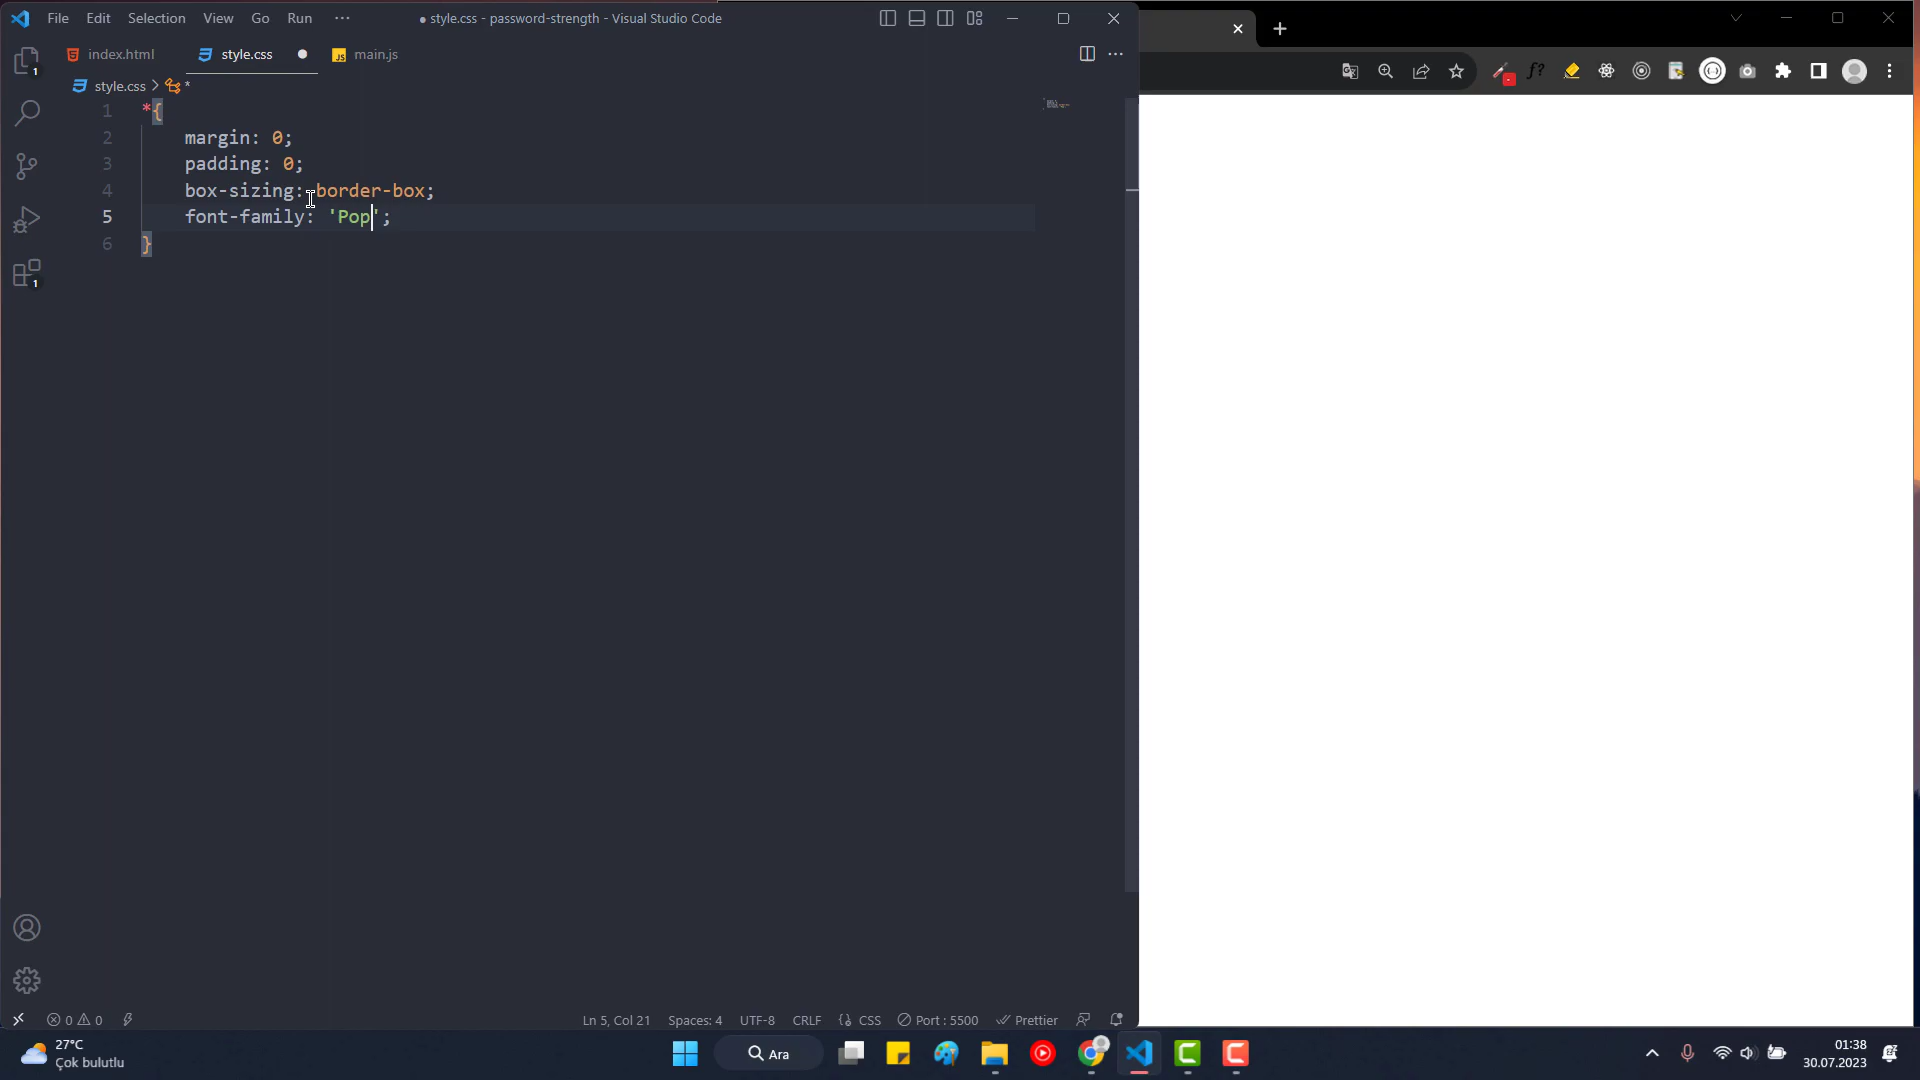 File Edit Selection View Go Run ··· ● style.css - password-strength - Visual Studio Code
index.html style.css ● main.js
style.css > *
1 *{
2 margin: 0;
3 padding: 0;
4 box-sizing: border-box;
5 font-family: 'Pop';
6 }
1
1
f?
0 0
Ln 5, Col 21 Spaces: 4 UTF-8 CRLF {} CSS Port : 5500 Prettier
27°C
Çok bulutlu
Ara
01:38
30.07.2023